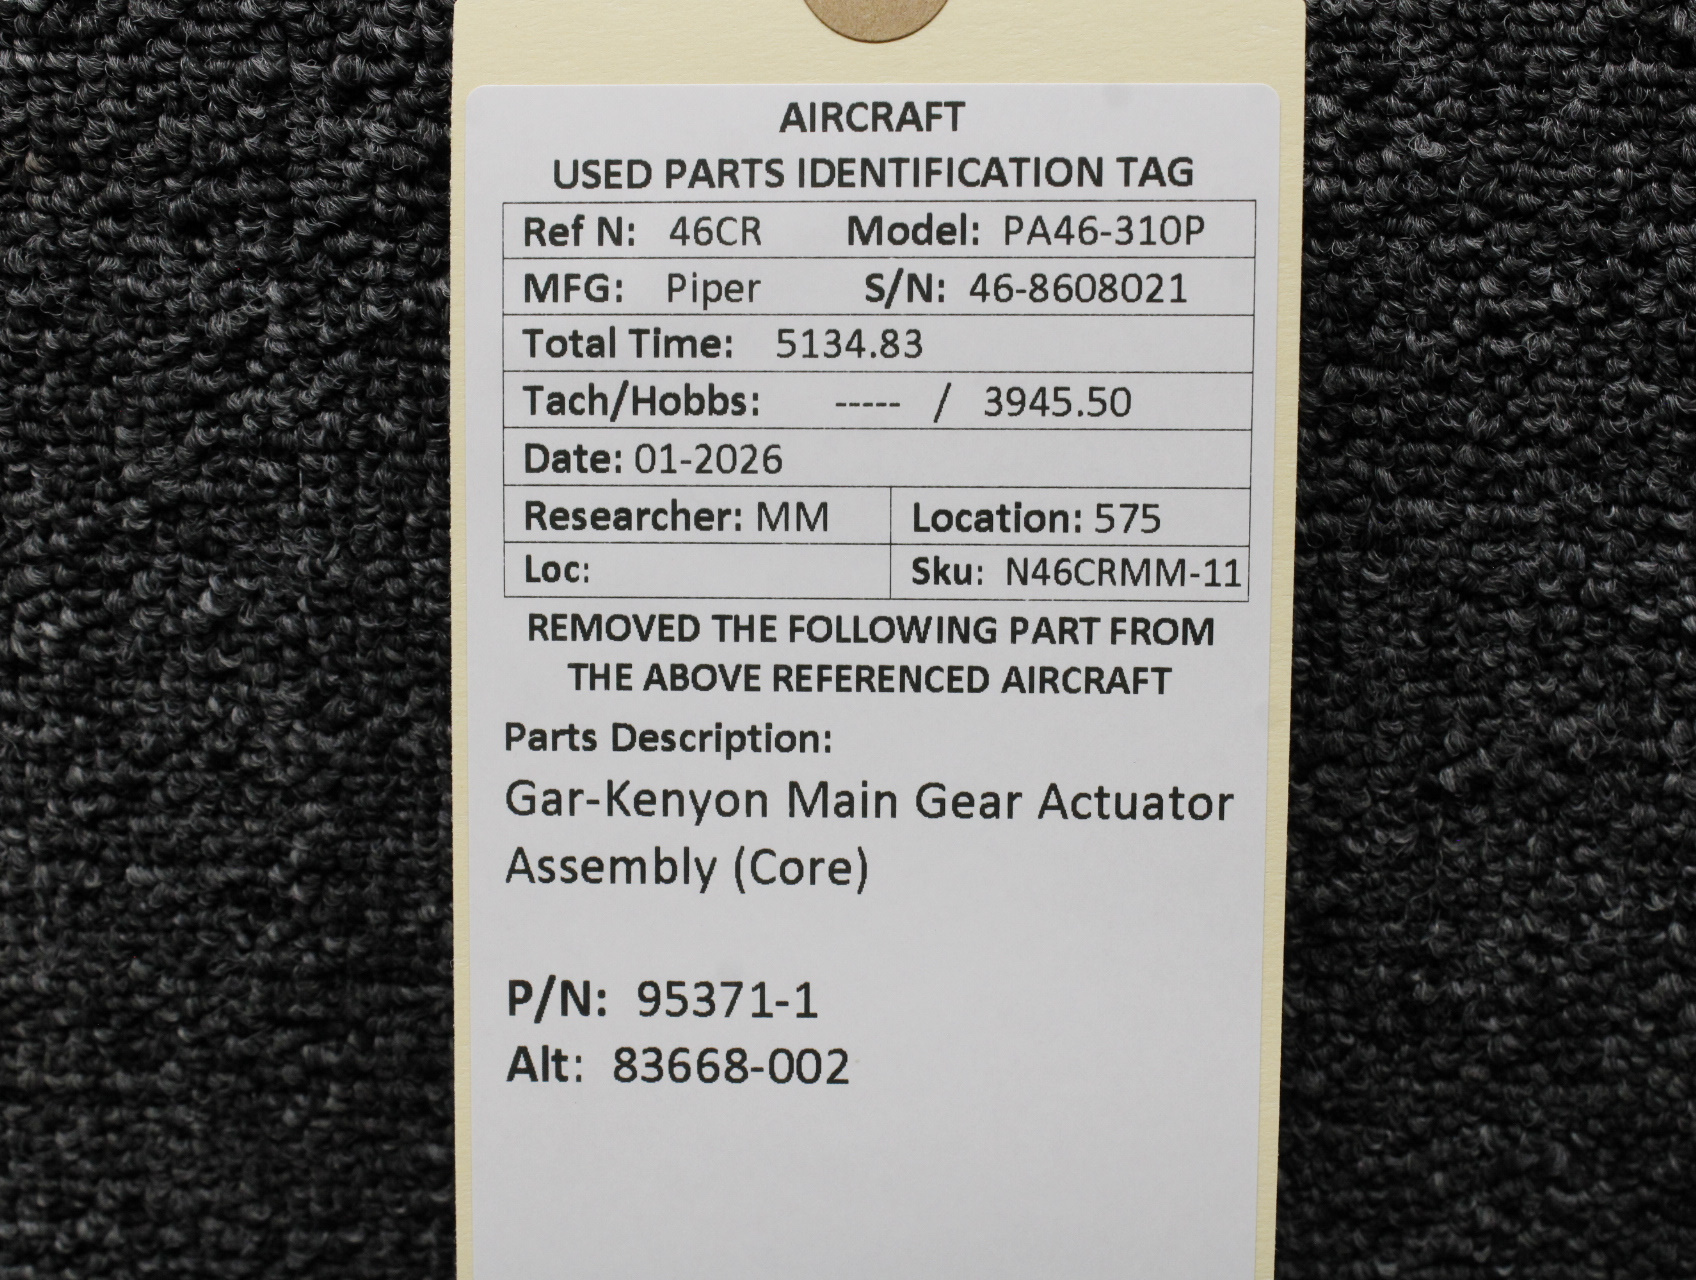 AIRCRAFT
USED PARTS IDENTIFICATION TAG
Ref N: 46CR Model: PA46-310P
MFG: Piper S/N: 46-8608021
Total Time: 5134.83
Tach/Hobbs: ----- / 3945.50
Date: 01-2026
Researcher: MM Location: 575
Loc: Sku: N46CRMM-11
REMOVED THE FOLLOWING PART FROM
THE ABOVE REFERENCED AIRCRAFT
Parts Description:
Gar-Kenyon Main Gear Actuator
Assembly (Core)
P/N: 95371-1
Alt: 83668-002